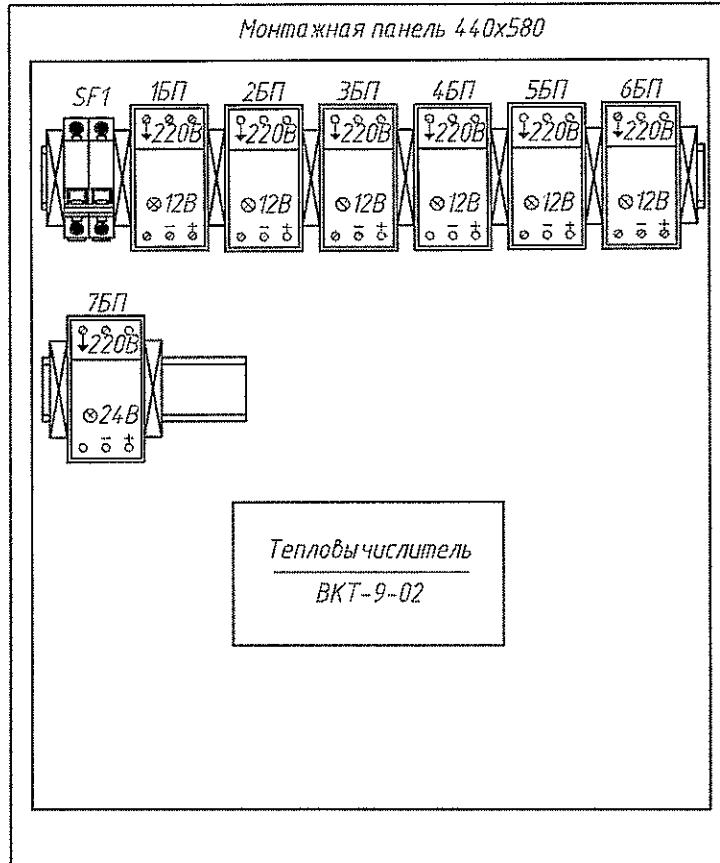 Монтажная панель 440х580
SF1 1БП 2БП 3БП 4БП 5БП 6БП
220В 220В 220В 220В 220В 220В
12В 12В 12В 12В 12В 12В
- + - + - + - + - + - +
7БП
220В
24В
- +
Тепловычислитель
ВКТ-9-02